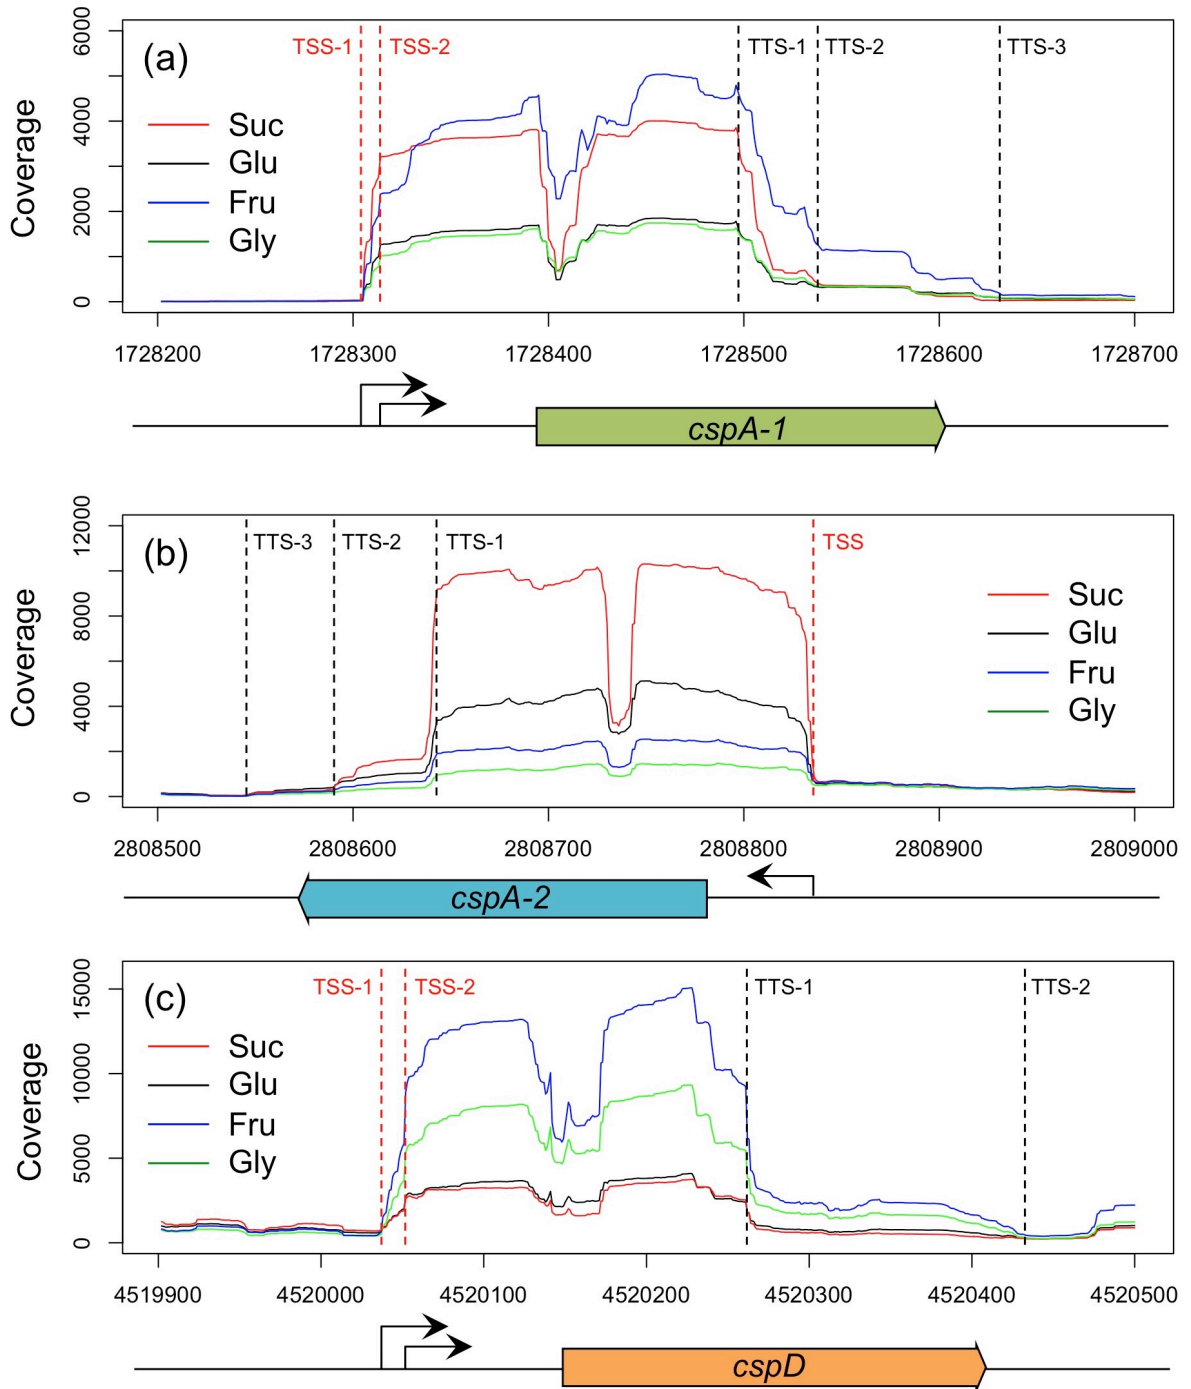 (a)
TSS-1 TSS-2 TTS-1 TTS-2 TTS-3
Coverage
6000
4000
2000
0
Suc
Glu
Fru
Gly
1728200 1728300 1728400 1728500 1728600 1728700
cspA-1
(b)
TTS-3 TTS-2 TTS-1 TSS
Coverage
12000
8000
4000
0
Suc
Glu
Fru
Gly
2808500 2808600 2808700 2808800 2808900 2809000
cspA-2
(c)
TSS-1 TSS-2 TTS-1 TTS-2
Coverage
15000
10000
5000
0
Suc
Glu
Fru
Gly
4519900 4520000 4520100 4520200 4520300 4520400 4520500
cspD